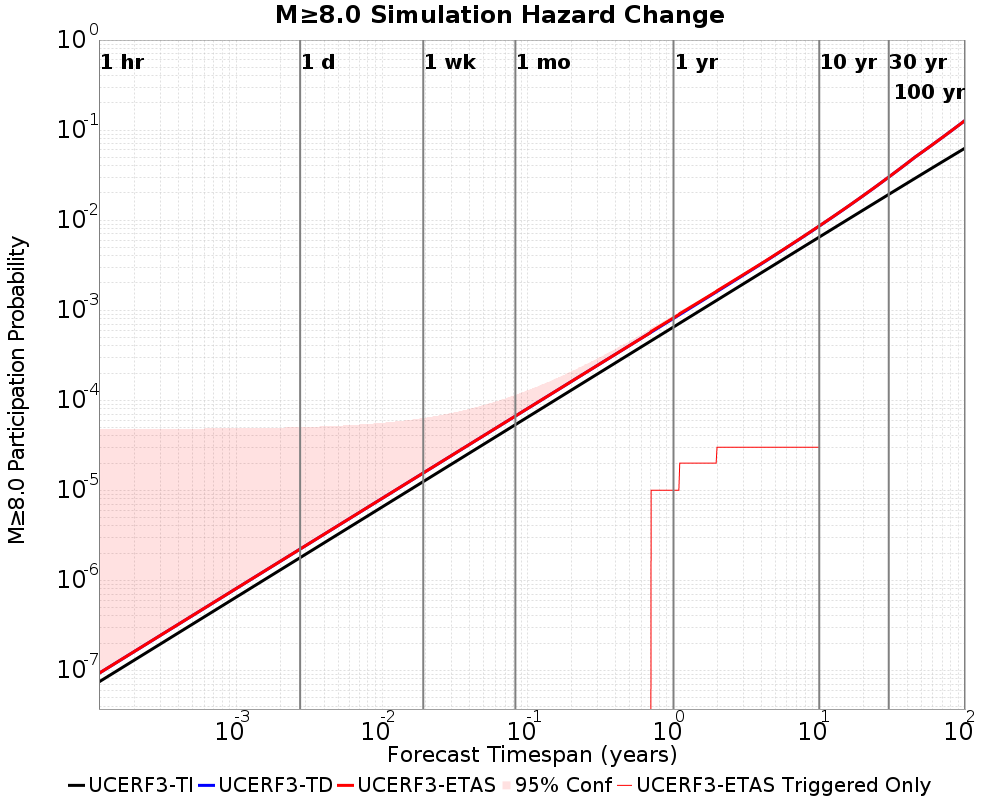 M≥8.0 Simulation Hazard Change
1 hr 1 d 1 wk 1 mo 1 yr 10 yr 30 yr
100 yr
10^0
10^-1
10^-2
10^-3
10^-4
10^-5
10^-6
10^-7
M≥8.0 Participation Probability
10^-3 10^-2 10^-1 10^0 10^1 10^2
Forecast Timespan (years)
UCERF3-TI UCERF3-TD UCERF3-ETAS 95% Conf UCERF3-ETAS Triggered Only